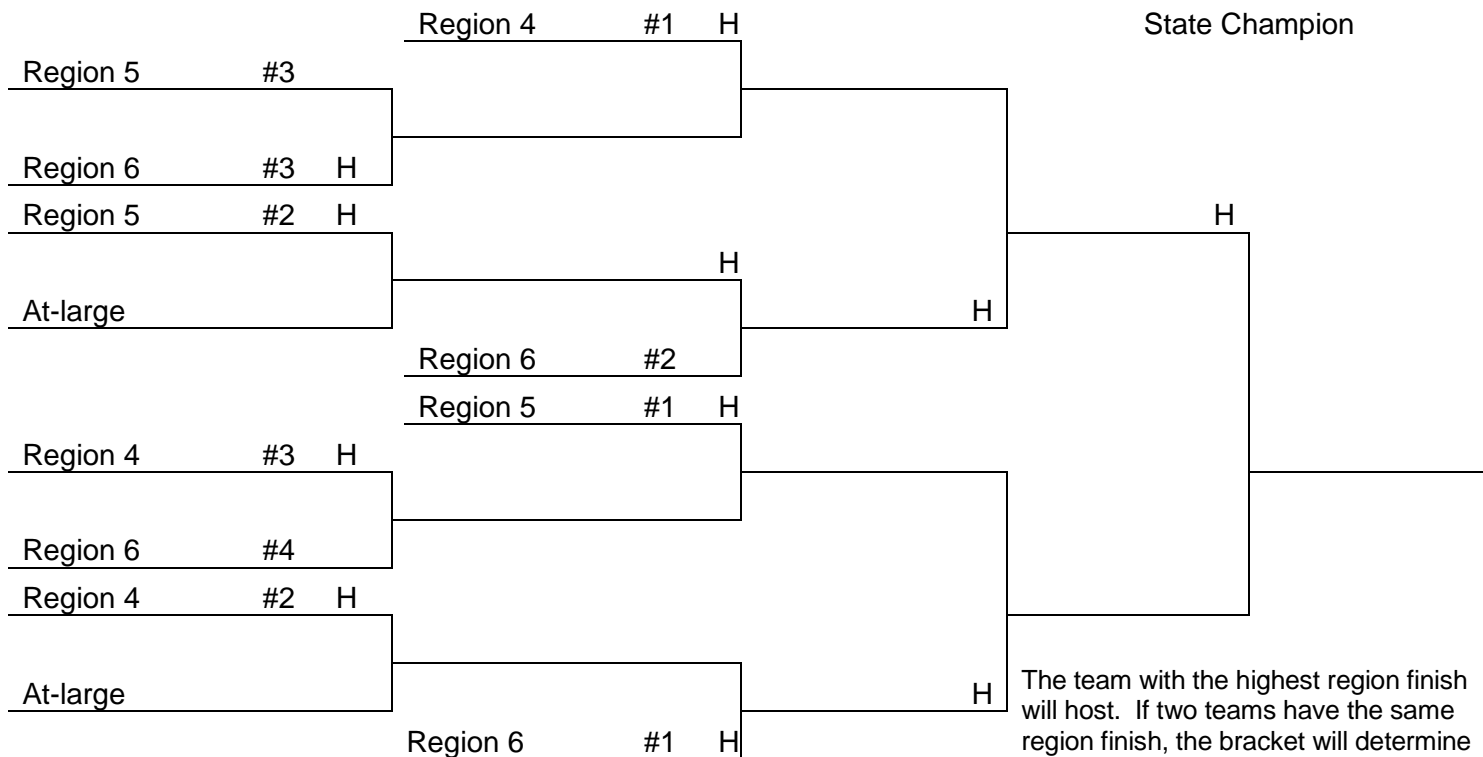 Region 4 #1 H
State Champion
Region 5 #3
Region 6 #3 H
Region 5 #2 H
H
H
At-large
H
Region 6 #2
Region 5 #1 H
Region 4 #3 H
Region 6 #4
Region 4 #2 H
At-large
H
Region 6 #1 H
The team with the highest region finish
will host. If two teams have the same
region finish, the bracket will determine